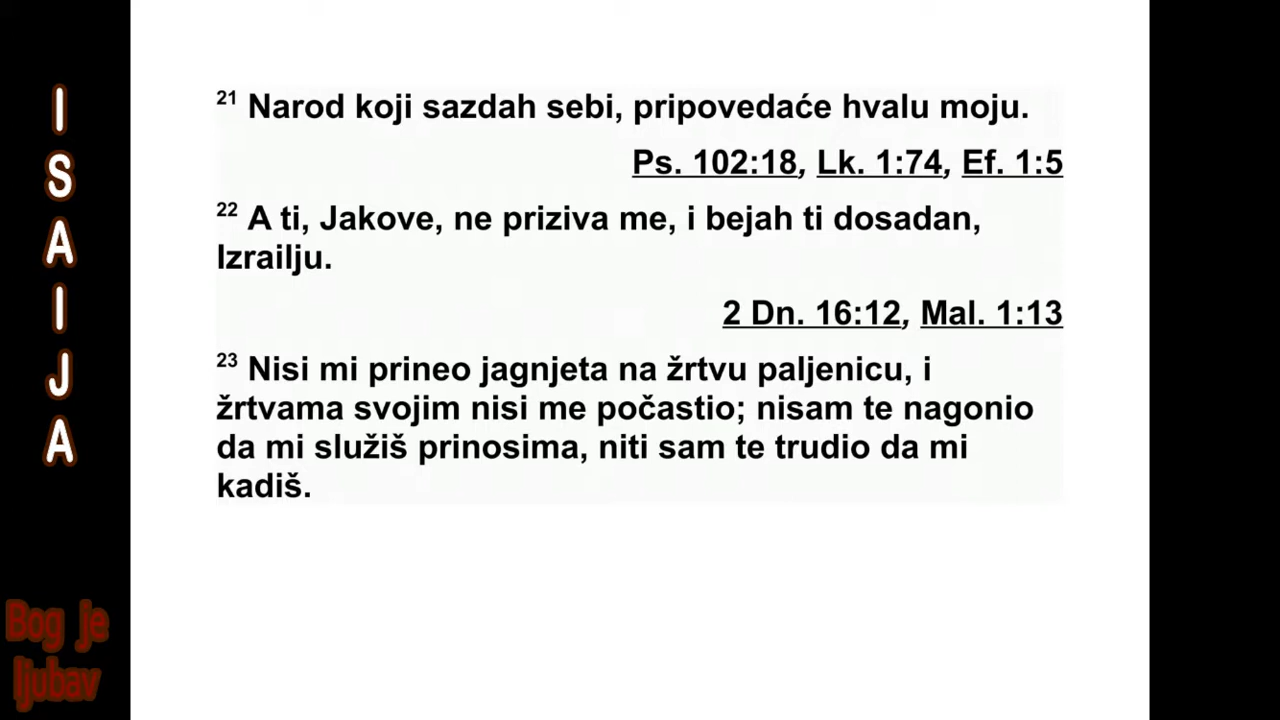 ISAIJA
Bog je
ljubav
21 Narod koji sazdah sebi, pripovedaće hvalu moju.
Ps. 102:18, Lk. 1:74, Ef. 1:5
22 A ti, Jakove, ne priziva me, i bejah ti dosadan,
Izrailju.
2 Dn. 16:12, Mal. 1:13
23 Nisi mi prineo jagnjeta na žrtvu paljenicu, i
žrtvama svojim nisi me počastio; nisam te nagonio
da mi služiš prinosima, niti sam te trudio da mi
kadiš.